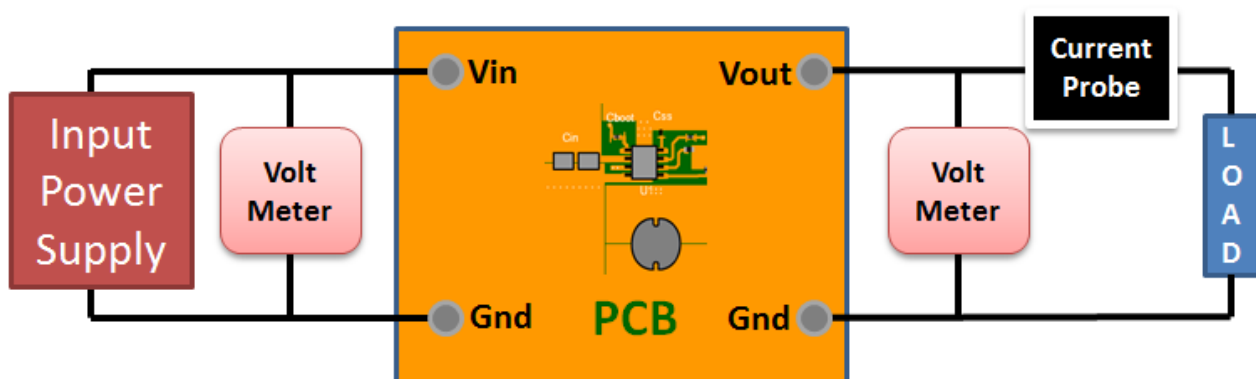 Input
Power
Supply
Volt
Meter
Vin
Gnd
Cin
Cboot
Css
U1::
PCB
Vout
Gnd
Volt
Meter
Current
Probe
L
O
A
D